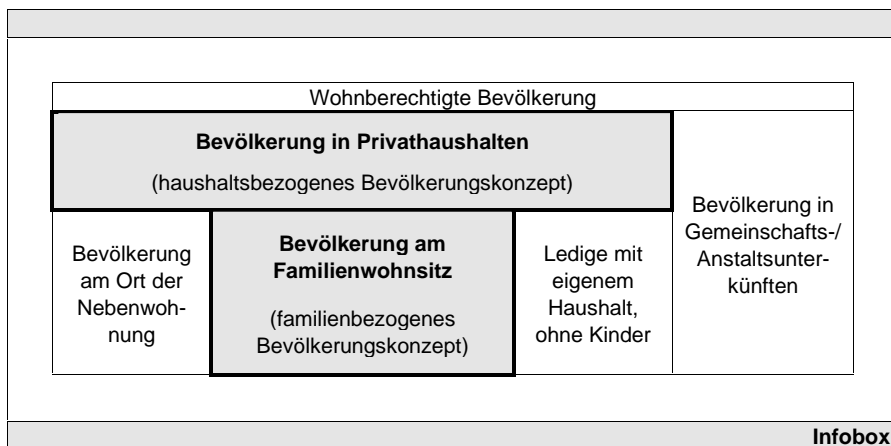 Wohnberechtigte Bevölkerung
Bevölkerung in Privathaushalten
(haushaltsbezogenes Bevölkerungskonzept)
Bevölkerung in
Gemeinschafts-/
Anstaltsunter-
künften
Bevölkerung
am Ort der
Nebenwoh-
nung
Bevölkerung am
Familienwohnsitz
(familienbezogenes
Bevölkerungskonzept)
Ledige mit
eigenem
Haushalt,
ohne Kinder
Infobox